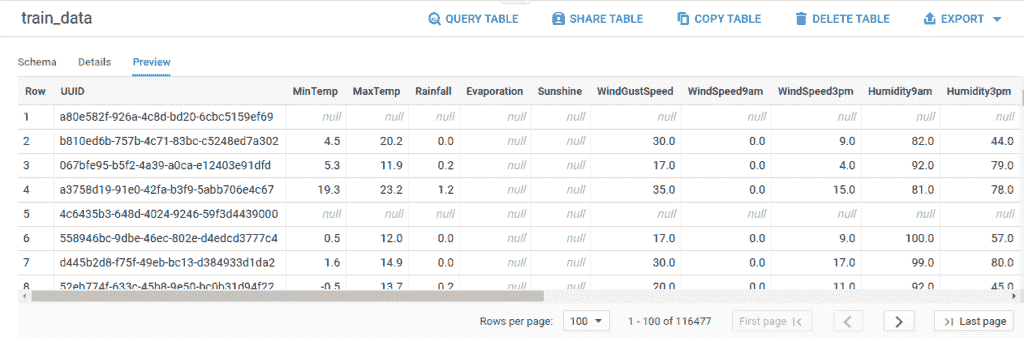 train_data QUERY TABLE SHARE TABLE COPY TABLE DELETE TABLE EXPORT
Schema Details Preview
Row UUID MinTemp MaxTemp Rainfall Evaporation Sunshine WindGustSpeed WindSpeed9am WindSpeed3pm Humidity9am Humidity3pm
1 a80e582f-926a-4c8d-bd20-6cbc5159ef69 null null null null null null null null null null
2 b810ed6b-757b-4c71-83bc-c5248ed7a302 4.5 20.2 0.0 null null 30.0 0.0 9.0 82.0 44.0
3 067bfe95-b5f2-4a39-a0ca-e12403e91dfd 5.3 11.9 0.2 null null 17.0 0.0 4.0 92.0 79.0
4 a3758d19-91e0-42fa-b3f9-5abb706e4c67 19.3 23.2 1.2 null null 35.0 0.0 15.0 81.0 78.0
5 4c6435b3-648d-4024-9246-59f3d4439000 null null null null null null null null null null
6 558946bc-9dbe-46ec-802e-d4edcd3777c4 0.5 12.0 0.0 null null 17.0 0.0 9.0 100.0 57.0
7 d445b2d8-f75f-49eb-bc13-d384933d1da2 1.6 14.9 0.0 null null 30.0 0.0 17.0 99.0 80.0
8 52eb774f-633c-45b8-9e50-bc0b31d94f22 -0.5 13.7 0.2 null null 20.0 0.0 11.0 92.0 45.0
Rows per page: 100 1 - 100 of 116477 First page Last page